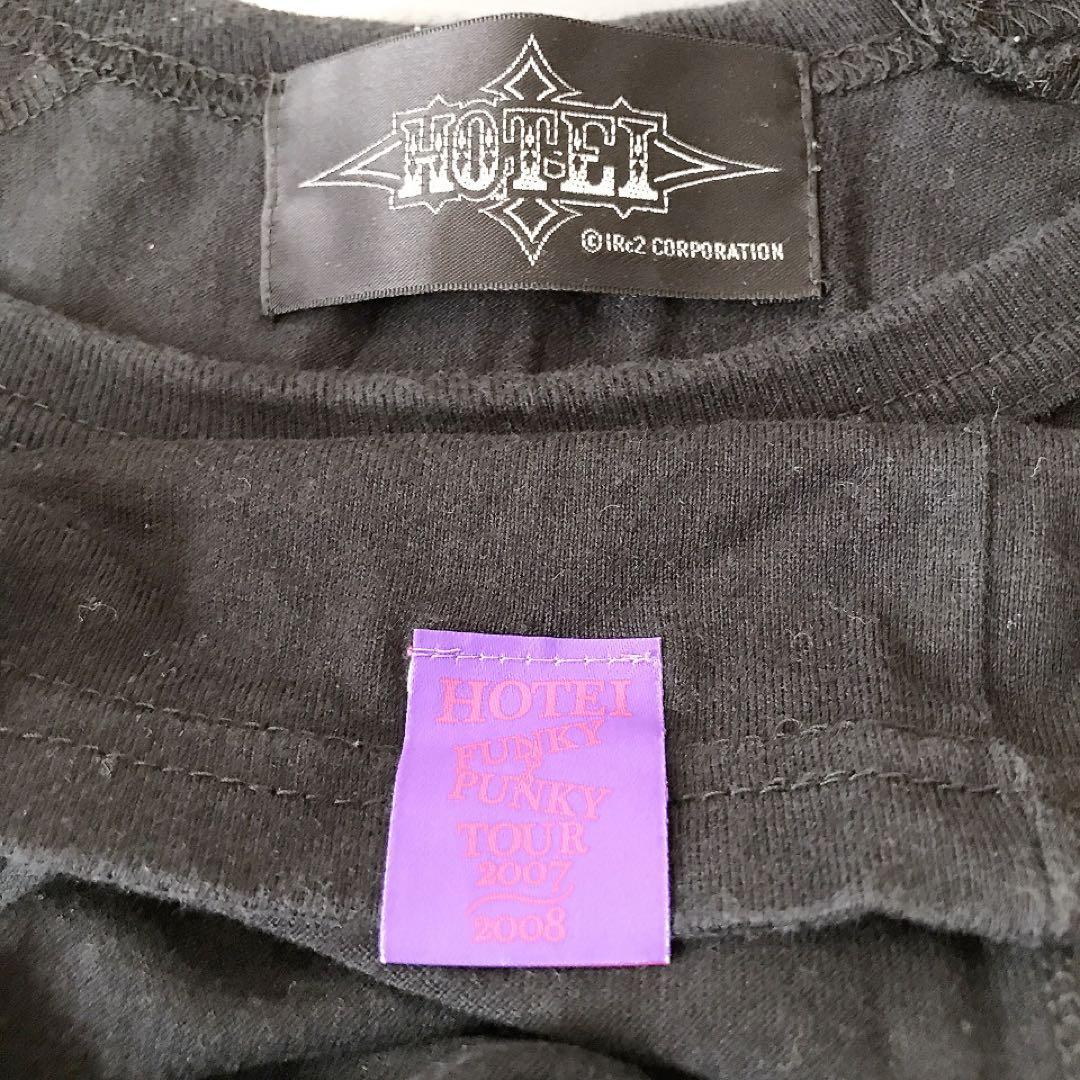 HOTEI
© IRc2 CORPORATION
HOTEI
FUNKY
&
PUNKY
TOUR
2007
2008